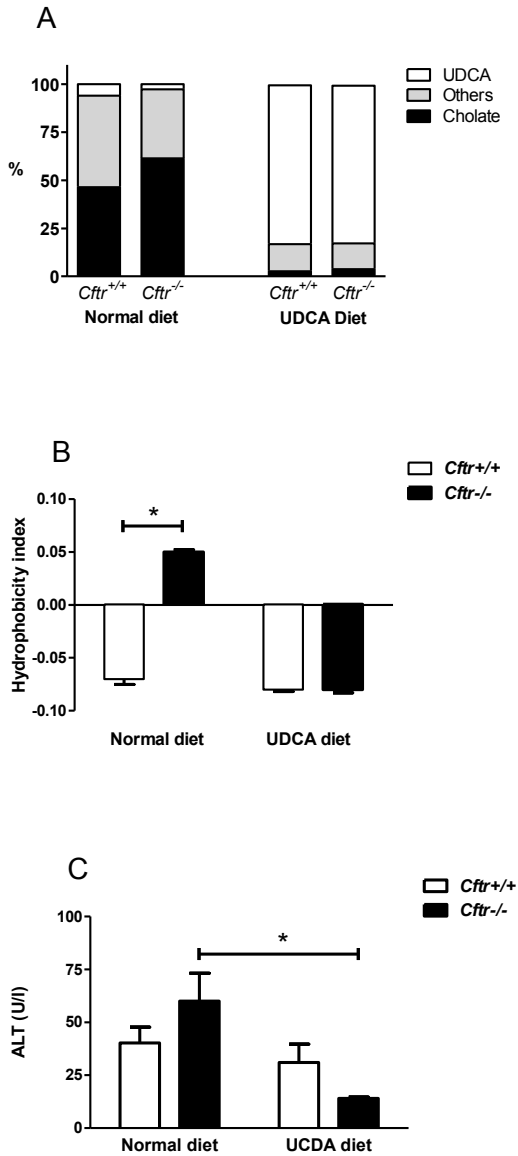 A
100
75
50
25
0
%
UDCA
Others
Cholate
Cftr+/+ Cftr-/- Cftr+/+ Cftr-/-
Normal diet UDCA Diet
B
Cftr+/+
Cftr-/-
Hydrophobicity index
0.10
0.05
0.00
-0.05
-0.10
*
Normal diet UDCA diet
C
Cftr+/+
Cftr-/-
ALT (U/l)
100
75
50
25
0
*
Normal diet UCDA diet